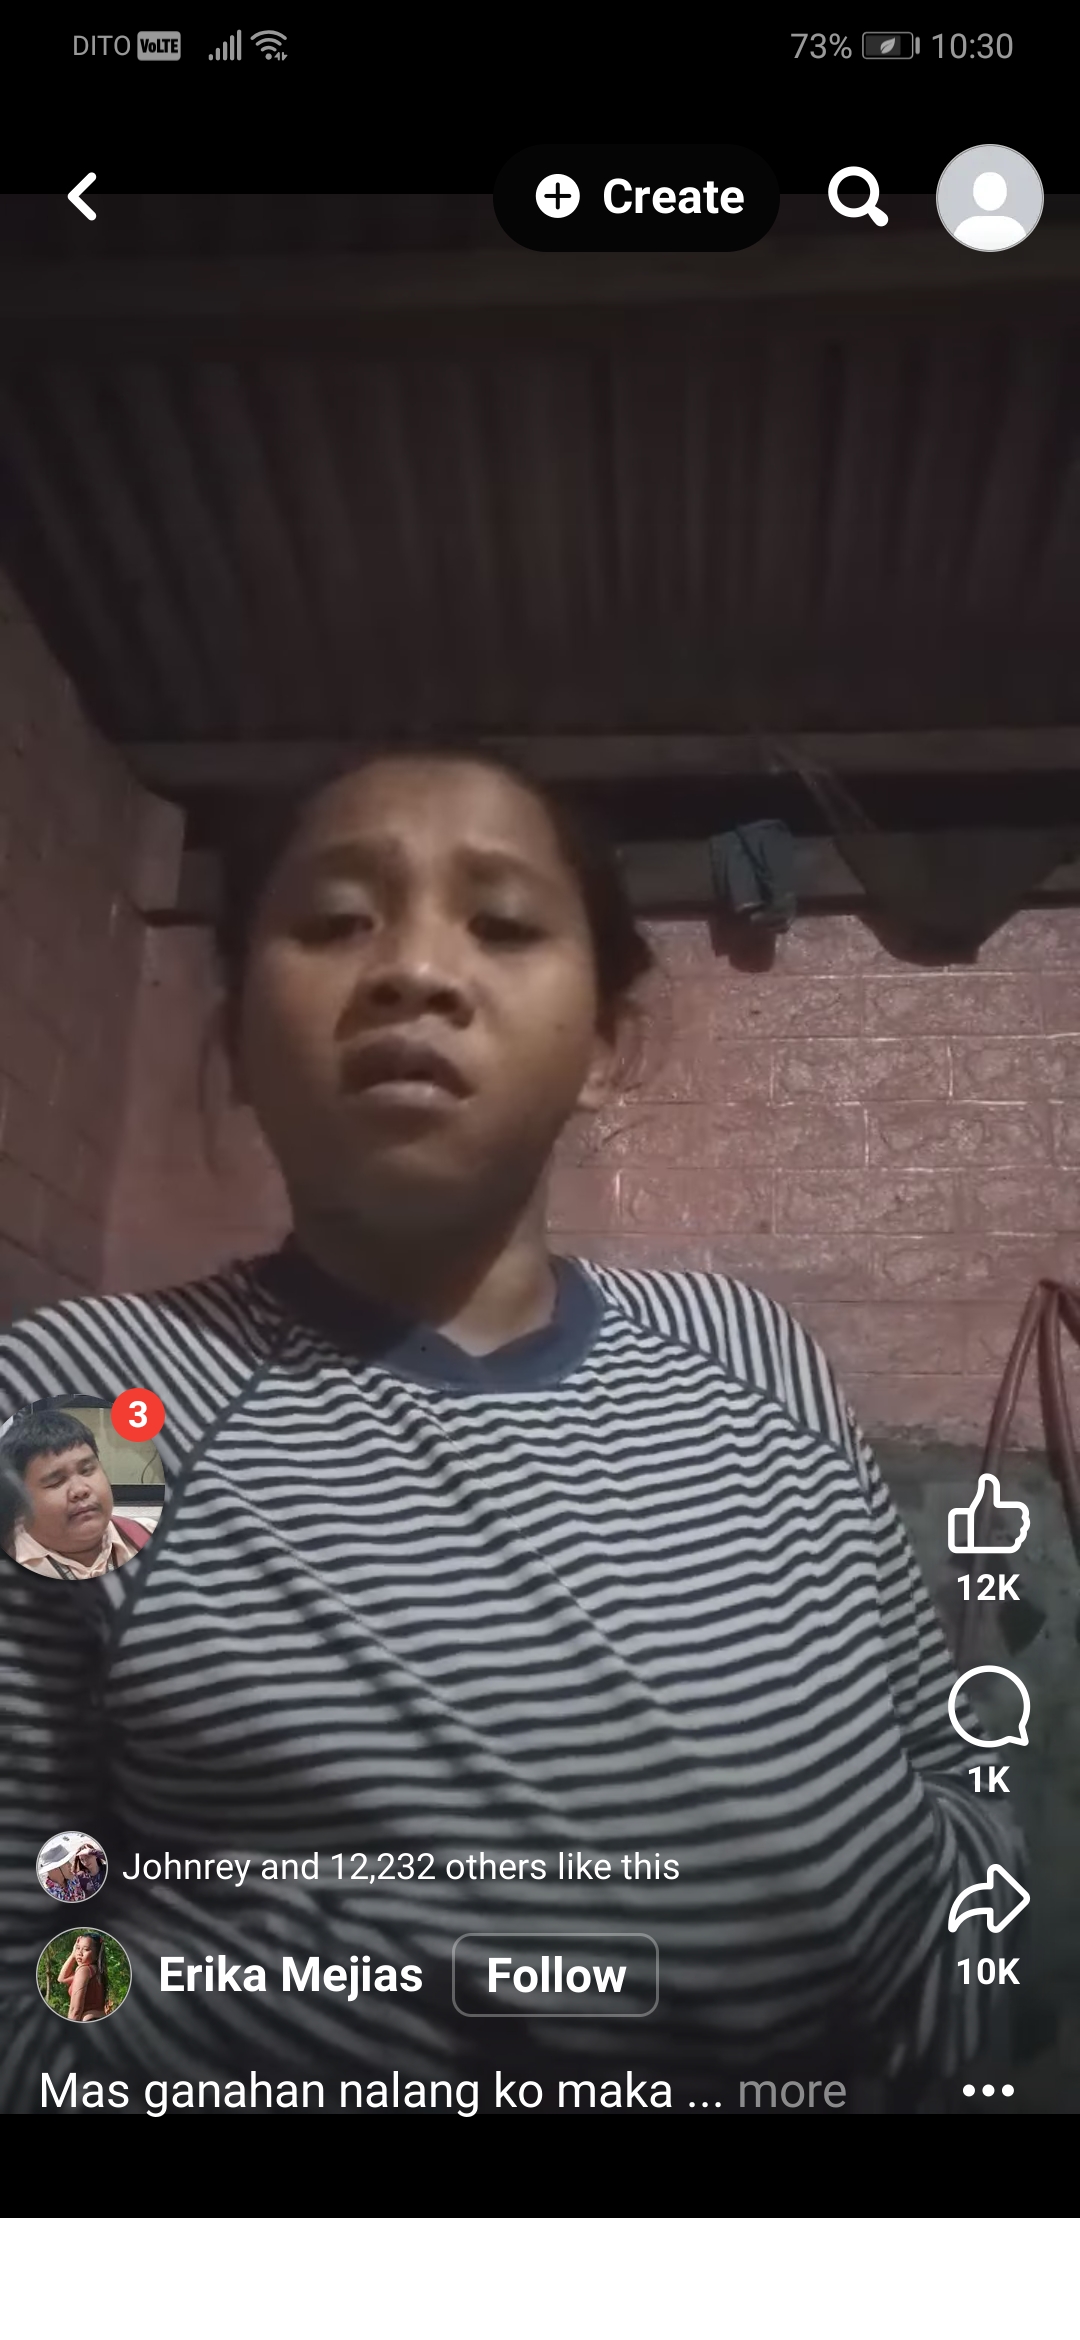 DITO VoLTE 73% 10:30
Create
3
12K
1K
Johnrey and 12,232 others like this
10K
Erika Mejias Follow
Mas ganahan nalang ko maka ... more